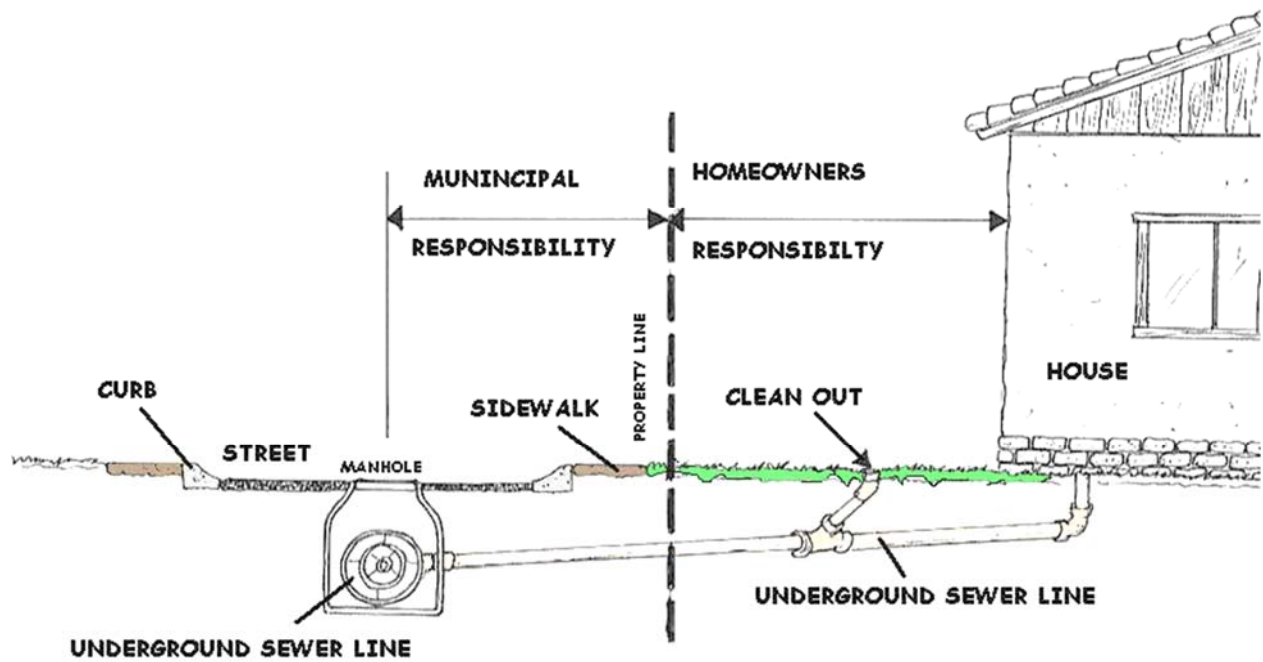 MUNINCIPAL
RESPONSIBILITY
HOMEOWNERS
RESPONSIBILTY
PROPERTY LINE
HOUSE
CURB
SIDEWALK
CLEAN OUT
STREET
MANHOLE
UNDERGROUND SEWER LINE
UNDERGROUND SEWER LINE